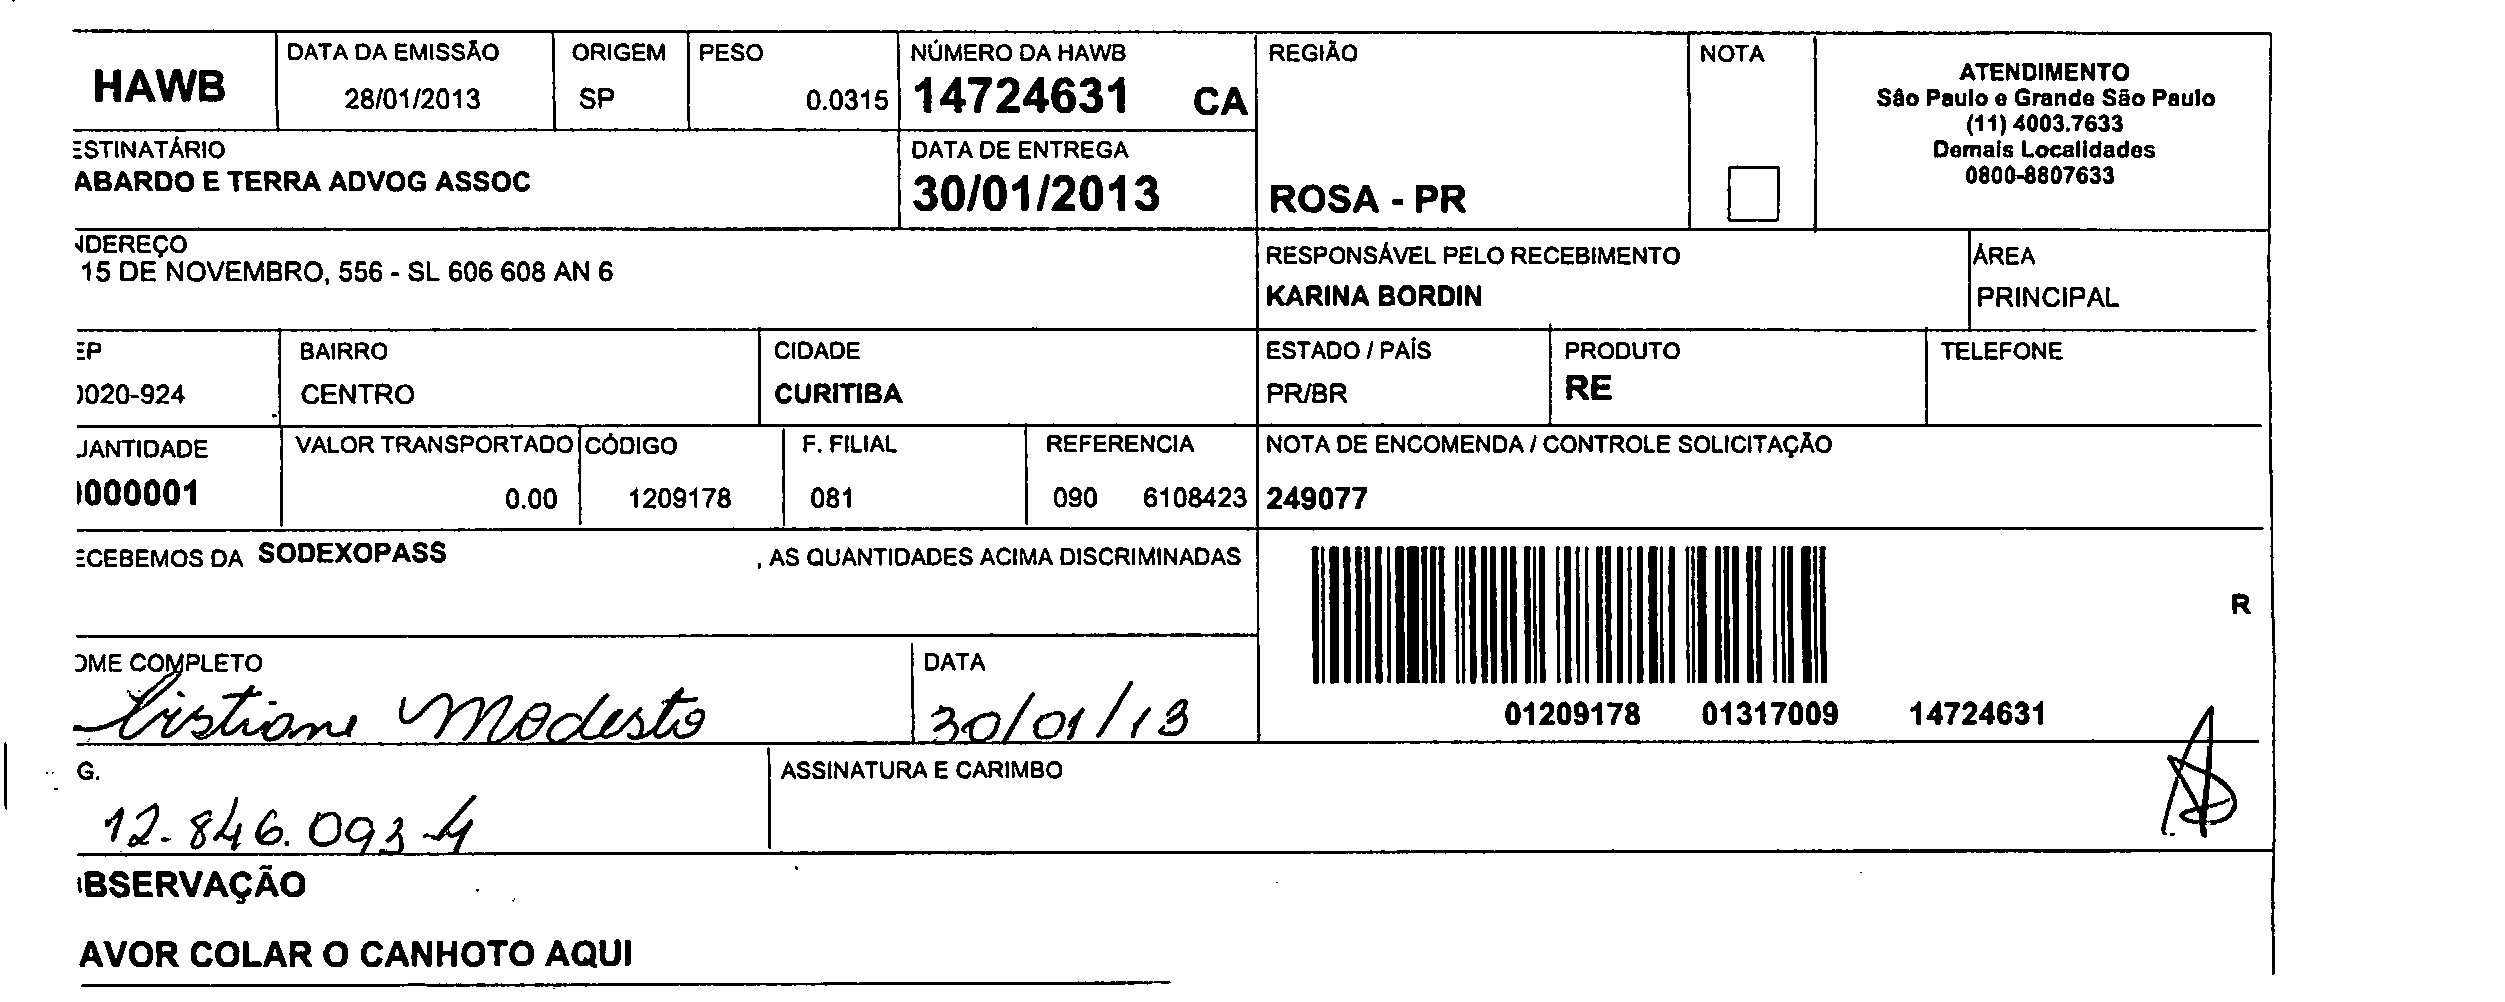 HAWB
DATA DA EMISSÃO
28/01/2013
ORIGEM
SP
PESO
0.0315
NÚMERO DA HAWB
14724631 CA
REGIÃO
ROSA - PR
NOTA
ATENDIMENTO
São Paulo e Grande São Paulo
(11) 4003.7633
Demais Localidades
0800-8807633
ESTINATÁRIO
ABARDO E TERRA ADVOG ASSOC
DATA DE ENTREGA
30/01/2013
NDEREÇO
15 DE NOVEMBRO, 556 - SL 606 608 AN 6
RESPONSÁVEL PELO RECEBIMENTO
KARINA BORDIN
ÁREA
PRINCIPAL
EP
0020-924
BAIRRO
CENTRO
CIDADE
CURITIBA
ESTADO / PAÍS
PR/BR
PRODUTO
RE
TELEFONE
UANTIDADE
0000001
VALOR TRANSPORTADO
0.00
CÓDIGO
1209178
F. FILIAL
081
REFERENCIA
090 6108423
NOTA DE ENCOMENDA / CONTROLE SOLICITAÇÃO
249077
ECEBEMOS DA SODEXOPASS , AS QUANTIDADES ACIMA DISCRIMINADAS
R
01209178 01317009 14724631
OME COMPLETO
Cristiane Modesto
DATA
30/01/13
G.
12.846.093-4
ASSINATURA E CARIMBO
BSERVAÇÃO
AVOR COLAR O CANHOTO AQUI